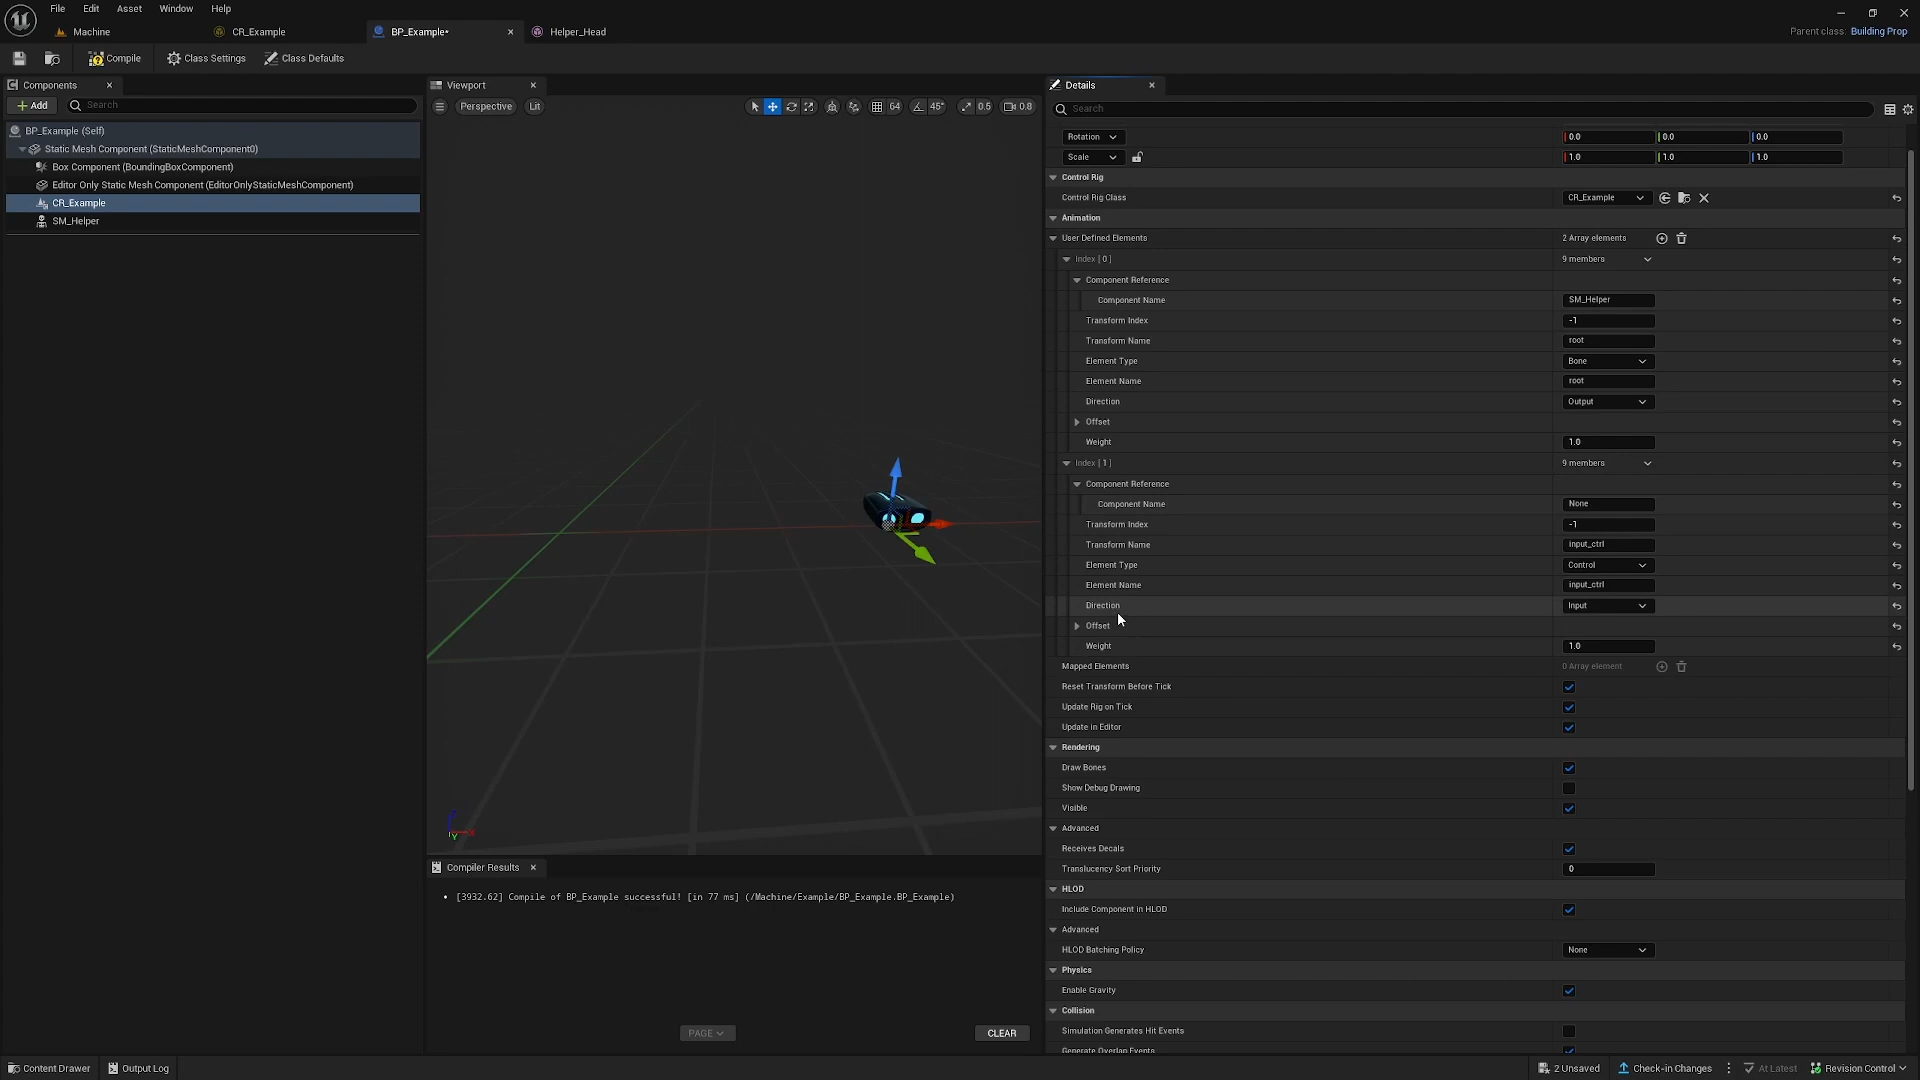 File Edit Asset Window Help
Machine CR_Example BP_Example* Helper_Head Parent class: Building Prop
Compile Class Settings Class Defaults
Components
Add Search
BP_Example (Self)
Static Mesh Component (StaticMeshComponent0)
Box Component (BoundingBoxComponent)
Editor Only Static Mesh Component (EditorOnlyStaticMeshComponent)
CR_Example
SM_Helper
Viewport
Perspective Lit 64 45° 0.5 0.8
Compiler Results
• [3932.62] Compile of BP_Example successful! [in 77 ms] (/Machine/Example/BP_Example.BP_Example)
PAGE CLEAR
Details
Search
Rotation 0.0 0.0 0.0
Scale 1.0 1.0 1.0
Control Rig
Control Rig Class CR_Example
Animation
User Defined Elements 2 Array elements
Index [ 0 ] 9 members
Component Reference
Component Name SM_Helper
Transform Index -1
Transform Name root
Element Type Bone
Element Name root
Direction Output
Offset
Weight 1.0
Index [ 1 ] 9 members
Component Reference
Component Name None
Transform Index -1
Transform Name input_ctrl
Element Type Control
Element Name input_ctrl
Direction Input
Offset
Weight 1.0
Mapped Elements 0 Array element
Reset Transform Before Tick
Update Rig on Tick
Update in Editor
Rendering
Draw Bones
Show Debug Drawing
Visible
Advanced
Receives Decals
Translucency Sort Priority 0
HLOD
Include Component in HLOD
Advanced
HLOD Batching Policy None
Physics
Enable Gravity
Collision
Simulation Generates Hit Events
Generate Overlap Events
Content Drawer Output Log 2 Unsaved Check-in Changes At Latest Revision Control